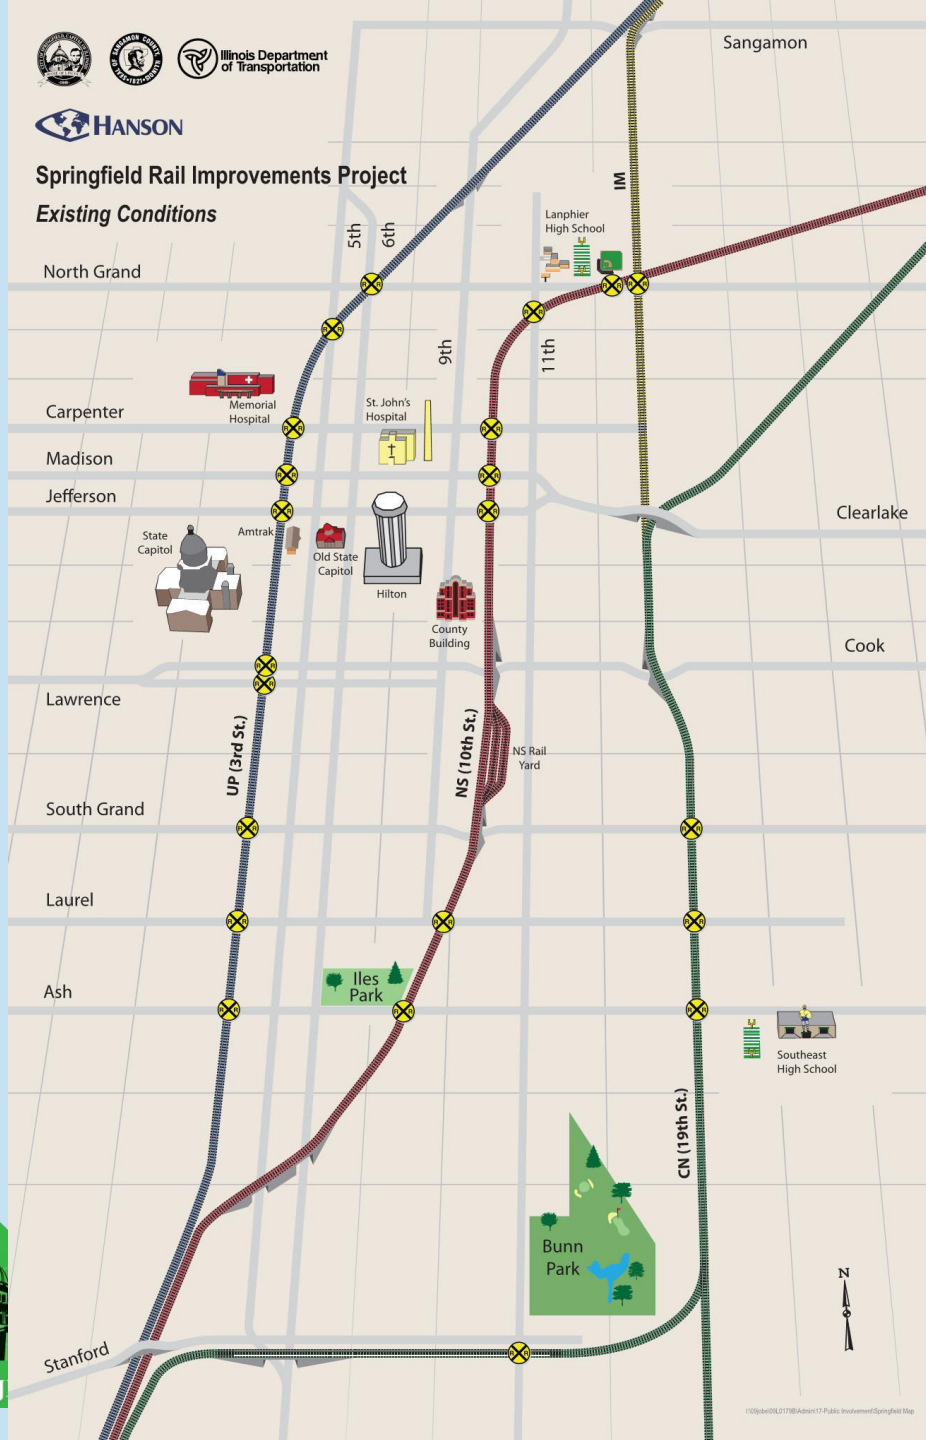 Illinois Department
of Transportation
HANSON
Springfield Rail Improvements Project
Existing Conditions
Sangamon
IM
5th
6th
Lanphier
High School
North Grand
9th
11th
Memorial
Hospital
St. John's
Hospital
Carpenter
Madison
Jefferson
Clearlake
State
Capitol
Amtrak
Old State
Capitol
Hilton
County
Building
Cook
Lawrence
UP (3rd St.)
NS (10th St.)
NS Rail
Yard
South Grand
Laurel
Iles
Park
Ash
Southeast
High School
CN (19th St.)
Bunn
Park
N
Stanford